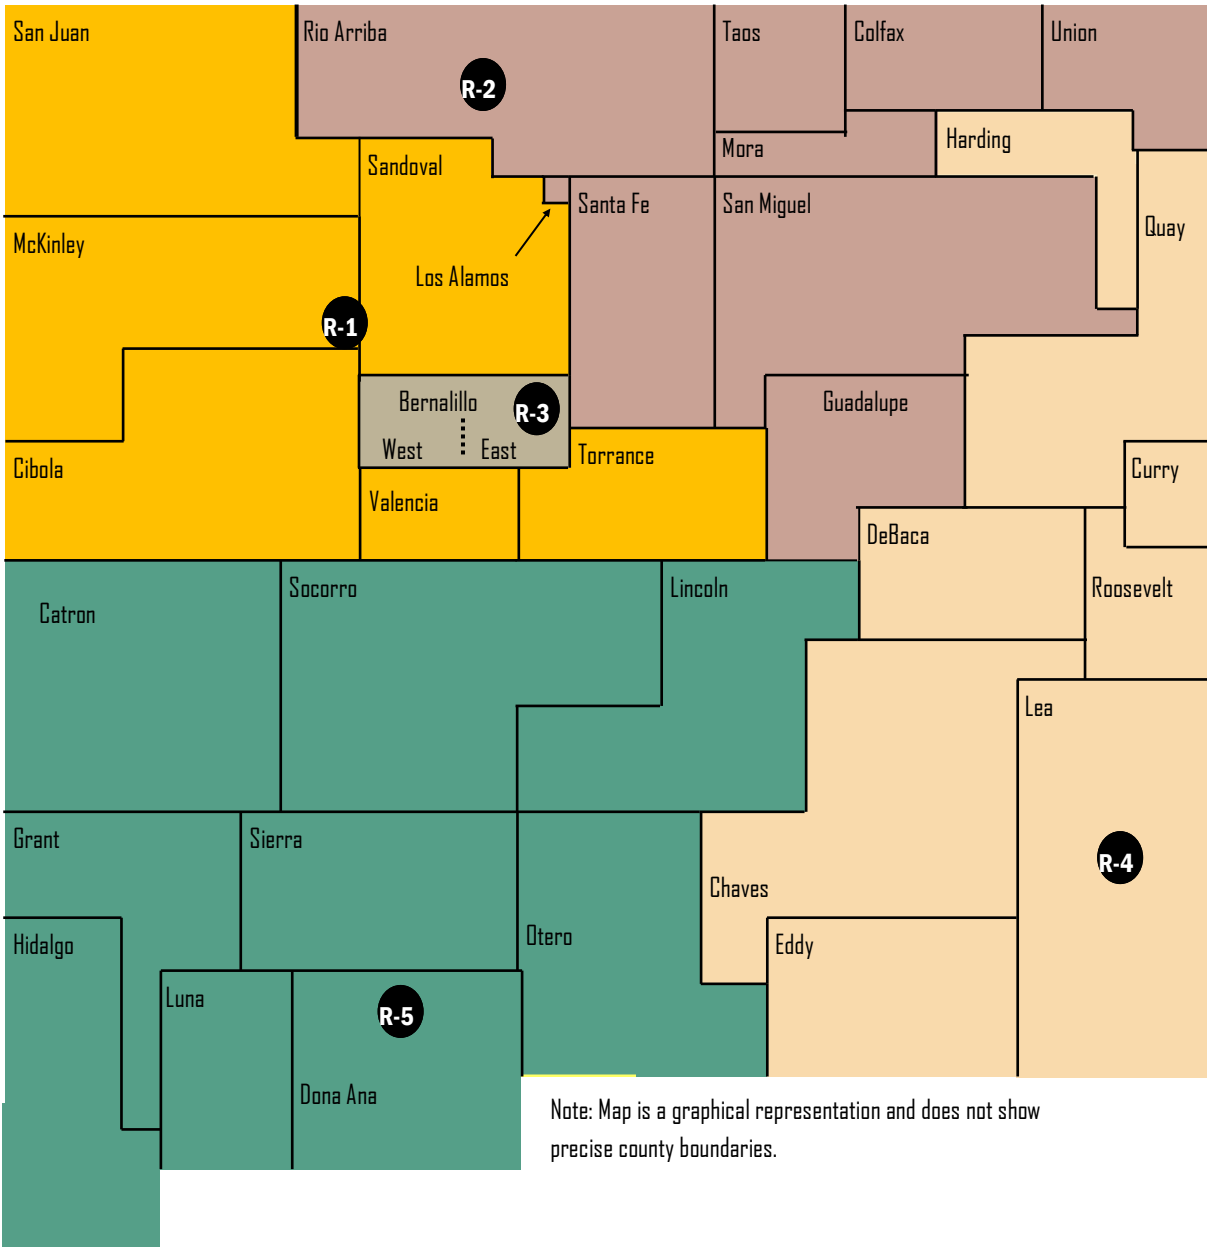 San Juan
Rio Arriba
Taos
Colfax
Union
R-2
Mora
Harding
Sandoval
Santa Fe
San Miguel
Quay
McKinley
Los Alamos
R-1
Bernalillo
R-3
Guadalupe
West
East
Torrance
Cibola
Curry
Valencia
DeBaca
Socorro
Lincoln
Roosevelt
Catron
Lea
Grant
Sierra
R-4
Chaves
Otero
Hidalgo
Eddy
Luna
R-5
Dona Ana
Note: Map is a graphical representation and does not show
precise county boundaries.